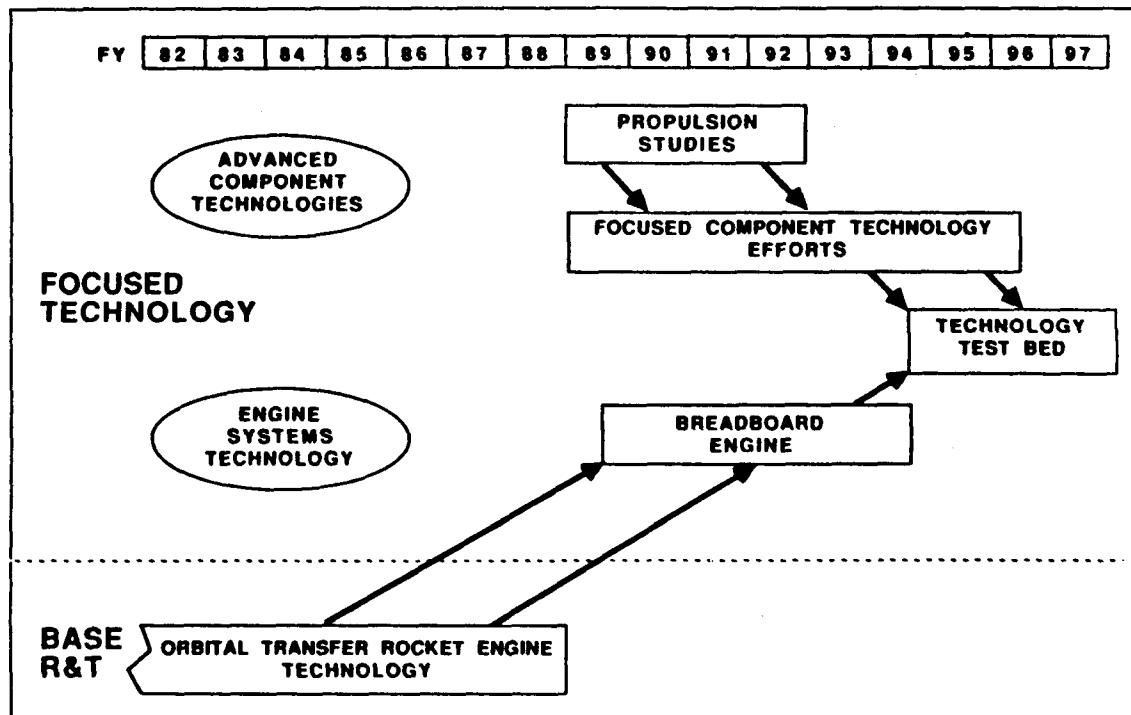 FY 82 83 84 85 86 87 88 89 90 91 92 93 94 95 96 97
PROPULSION
STUDIES
ADVANCED
COMPONENT
TECHNOLOGIES
FOCUSED COMPONENT TECHNOLOGY
EFFORTS
FOCUSED
TECHNOLOGY
TECHNOLOGY
TEST BED
ENGINE
SYSTEMS
TECHNOLOGY
BREADBOARD
ENGINE
BASE
R&T
ORBITAL TRANSFER ROCKET ENGINE
TECHNOLOGY